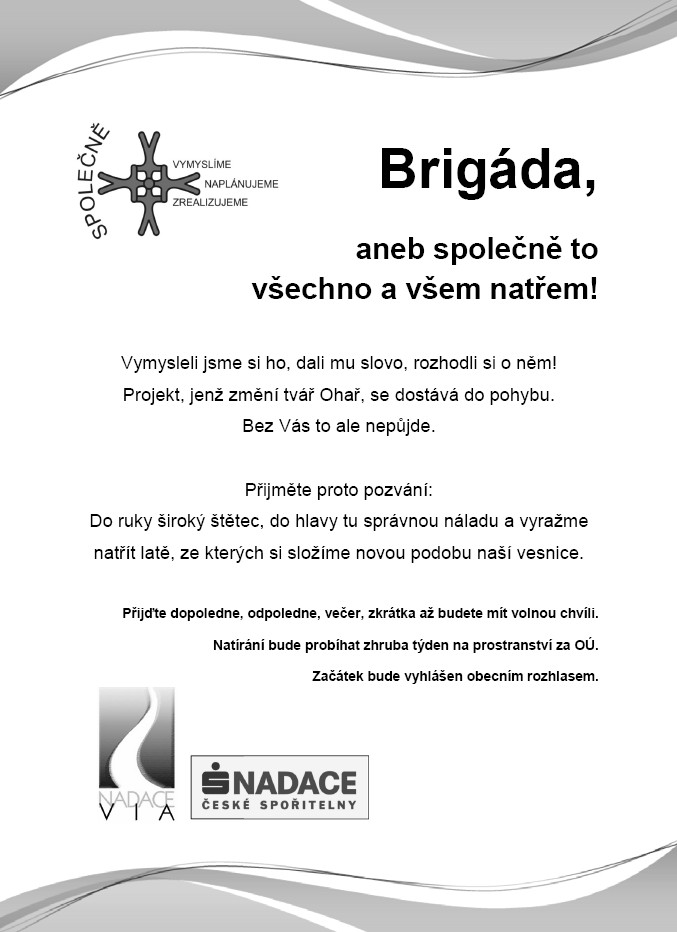 SPOLEČNĚ
VYMYSLÍME
NAPLÁNUJEME
ZREALIZUJEME
Brigáda,
aneb společně to
všechno a všem natřem!
Vymysleli jsme si ho, dali mu slovo, rozhodli si o něm!
Projekt, jenž změní tvář Ohař, se dostává do pohybu.
Bez Vás to ale nepůjde.
Přijměte proto pozvání:
Do ruky široký štětec, do hlavy tu správnou náladu a vyražme
natřít latě, ze kterých si složíme novou podobu naší vesnice.
Přijďte dopoledne, odpoledne, večer, zkrátka až budete mít volnou chvíli.
Natírání bude probíhat zhruba týden na prostranství za OÚ.
Začátek bude vyhlášen obecním rozhlasem.
NADACE
VIA
NADACE
ČESKÉ SPOŘITELNY